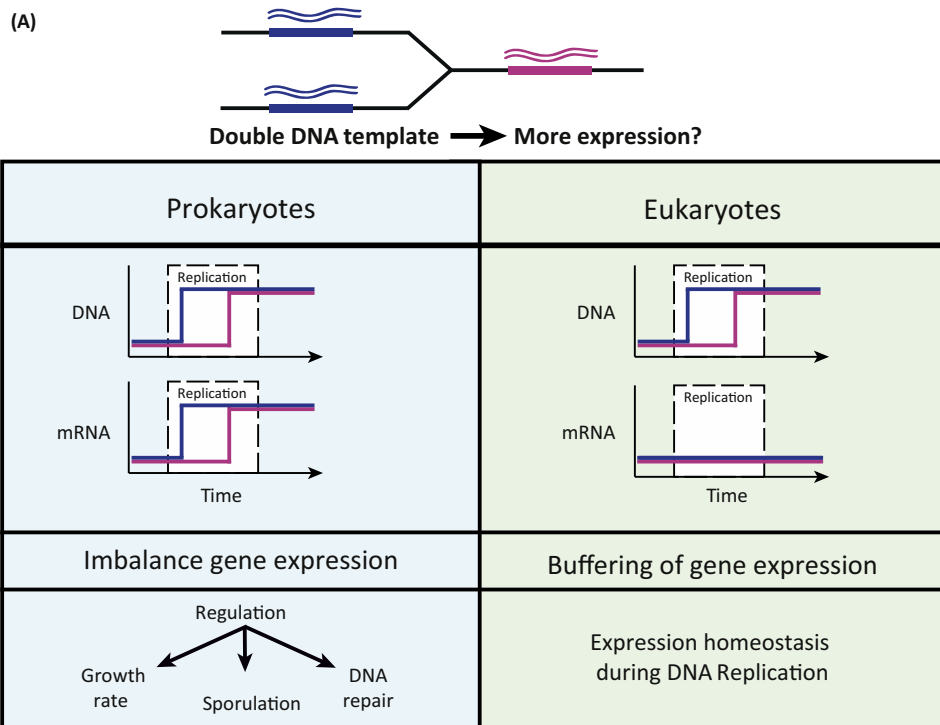 (A)
Double DNA template More expression?
Prokaryotes
Eukaryotes
Replication
DNA
Replication
mRNA
Time
Replication
DNA
Replication
mRNA
Time
Imbalance gene expression
Buffering of gene expression
Regulation
Growth
rate
Sporulation
DNA
repair
Expression homeostasis
during DNA Replication